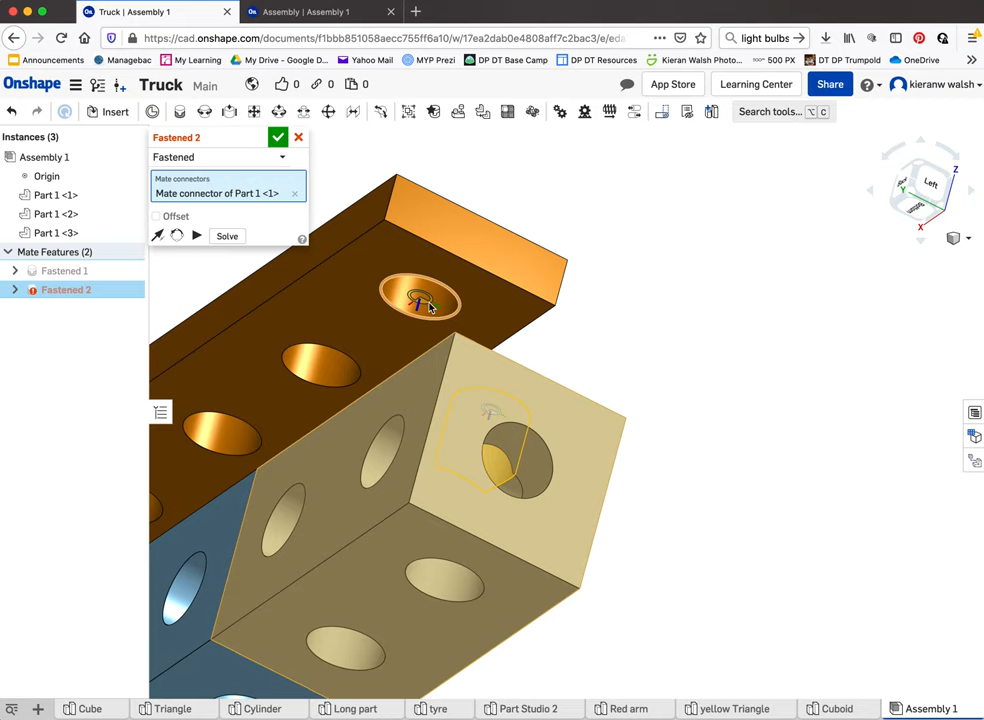 Truck | Assembly 1
Assembly | Assembly 1
https://cad.onshape.com/documents/f1bbb851058aecc755ff6a10/w/17ea2dab0e4808aff7c2bac3/e/eda
light bulbs
Announcements
Managebac
My Learning
My Drive - Google D...
Yahoo Mail
MYP Prezi
DP DT Base Camp
DP DT Resources
Kieran Walsh Photo...
500 PX
DT DP Trumpold
OneDrive
Onshape
Truck Main
0
0
0
App Store
Learning Center
Share
kieranw walsh
Insert
Search tools...
C
Instances (3)
Assembly 1
Origin
Part 1 <1>
Part 1 <2>
Part 1 <3>
Mate Features (2)
Fastened 1
Fastened 2
Fastened 2
Fastened
Mate connectors
Mate connector of Part 1 <1>
Offset
Solve
Left
Z
Y
X
Cube
Triangle
Cylinder
Long part
tyre
Part Studio 2
Red arm
yellow Triangle
Cuboid
Assembly 1